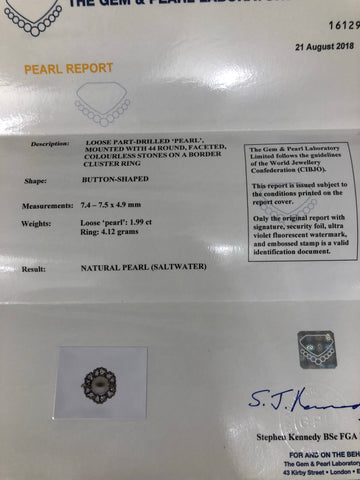 THE GEM & PEARL
16129
21 August 2018
PEARL REPORT
Description: LOOSE PART-DRILLED 'PEARL',
MOUNTED WITH 44 ROUND, FACETED,
COLOURLESS STONES ON A BORDER
CLUSTER RING
Shape: BUTTON-SHAPED
Measurements: 7.4 – 7.5 x 4.9 mm
Weights: Loose 'pearl': 1.99 ct
Ring: 4.12 grams
Result: NATURAL PEARL (SALTWATER)
The Gem & Pearl Laboratory
Limited follows the guidelines
of the World Jewellery
Confederation (CIBJO).
This report is issued subject to
the conditions printed on the
report cover.
Only the original report with
signature, security foil, ultra
violet fluorescent watermark,
and embossed stamp is a valid
identification document.
S. J. Kennedy
Stephen Kennedy BSc FGA
FOR AND ON THE BEH
The Gem & Pearl Laborator
43 Kirby Street • London •